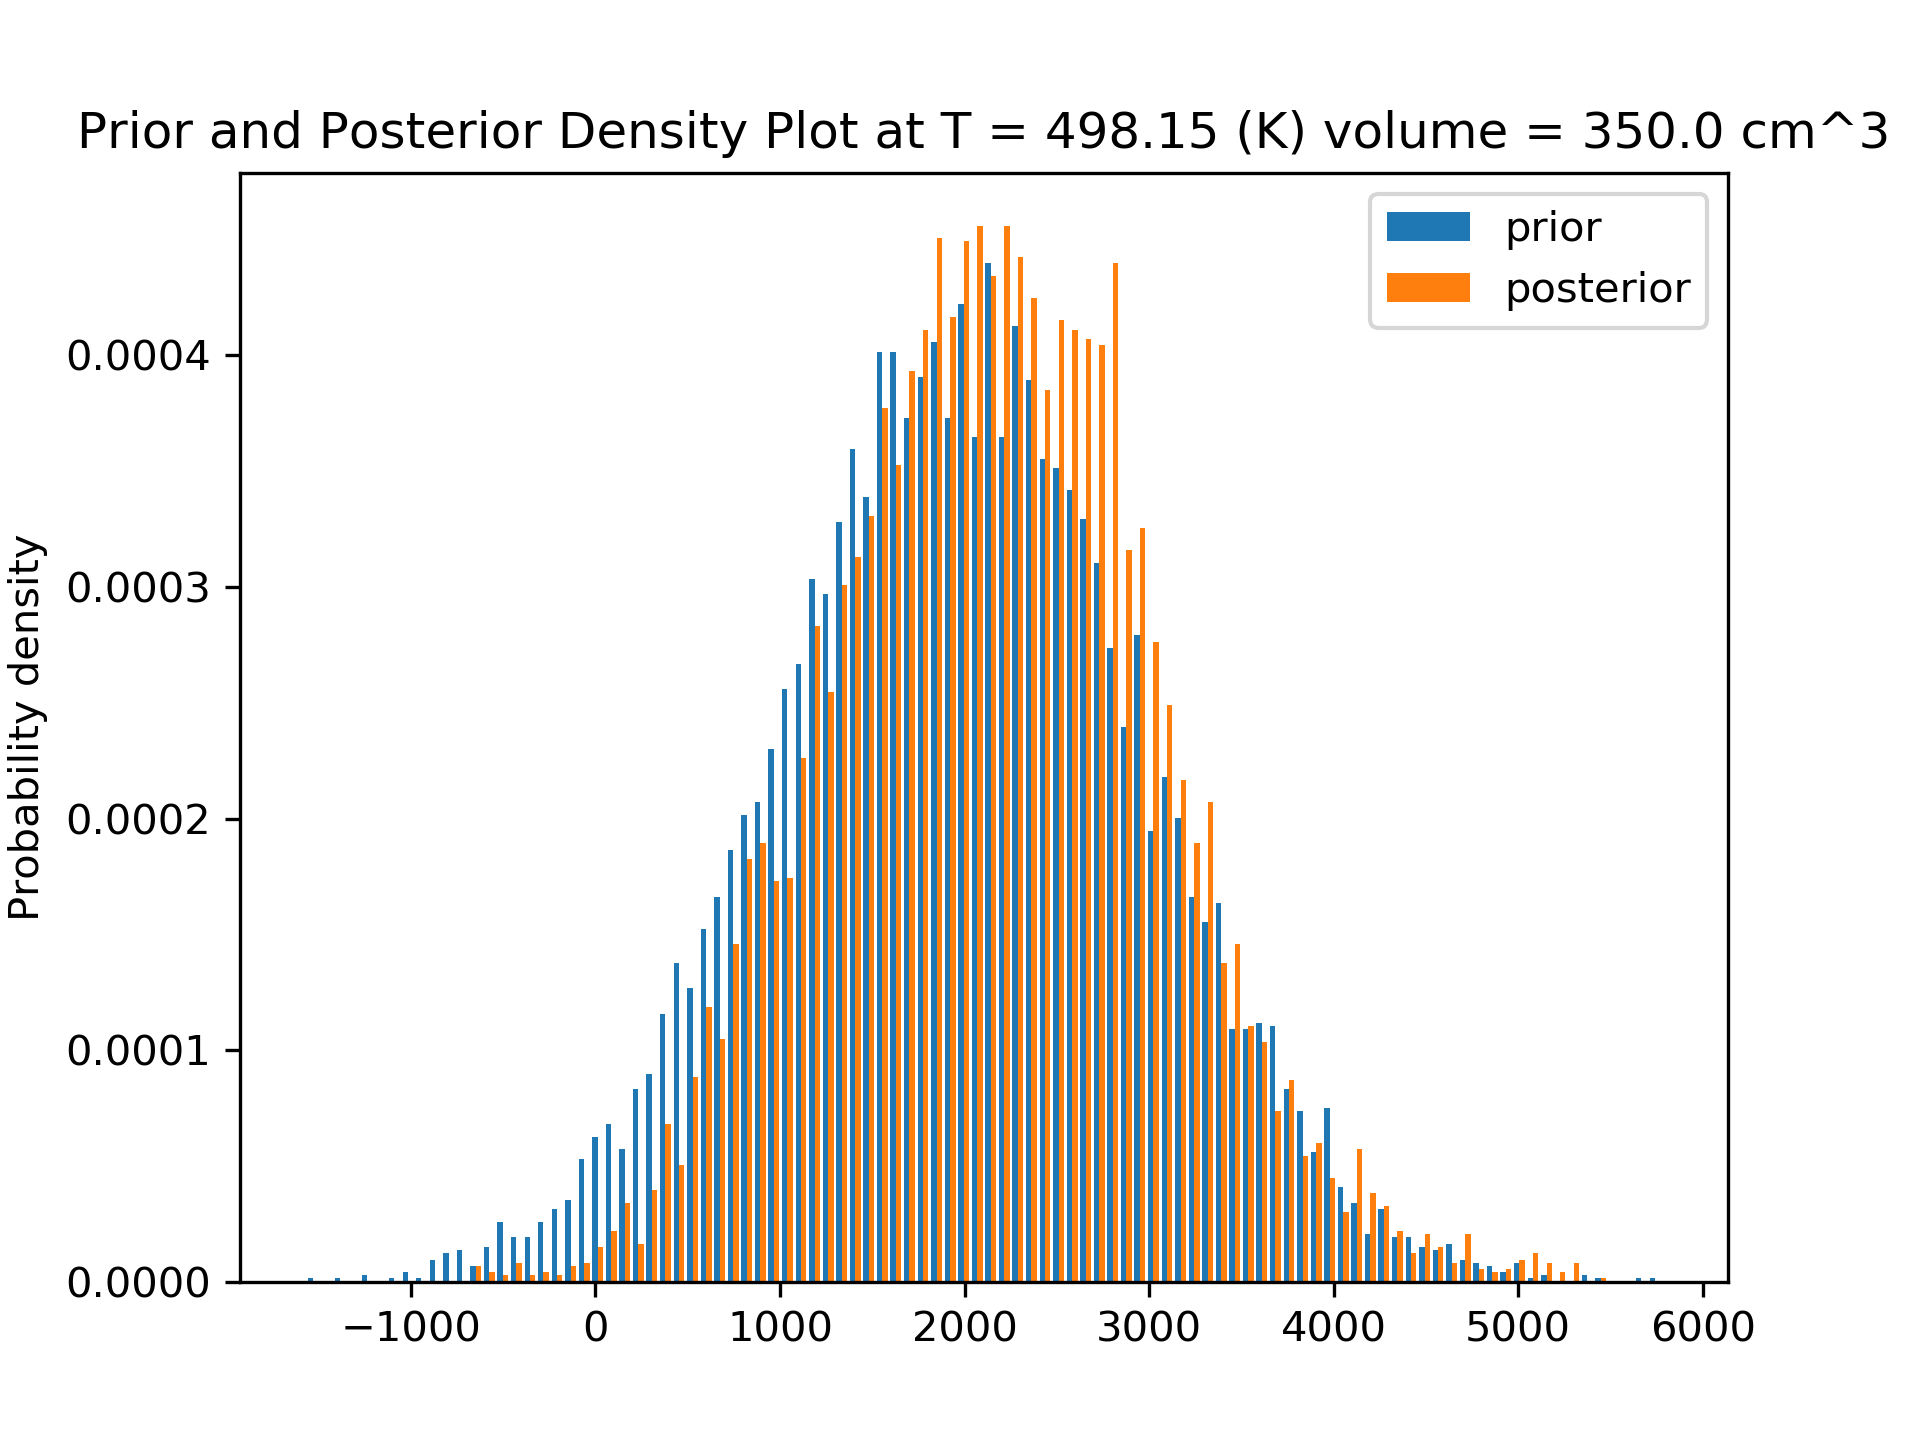 Prior and Posterior Density Plot at T = 498.15 (K) volume = 350.0 cm^3
prior
posterior
Probability density
0.0004
0.0003
0.0002
0.0001
0.0000
−1000 0 1000 2000 3000 4000 5000 6000